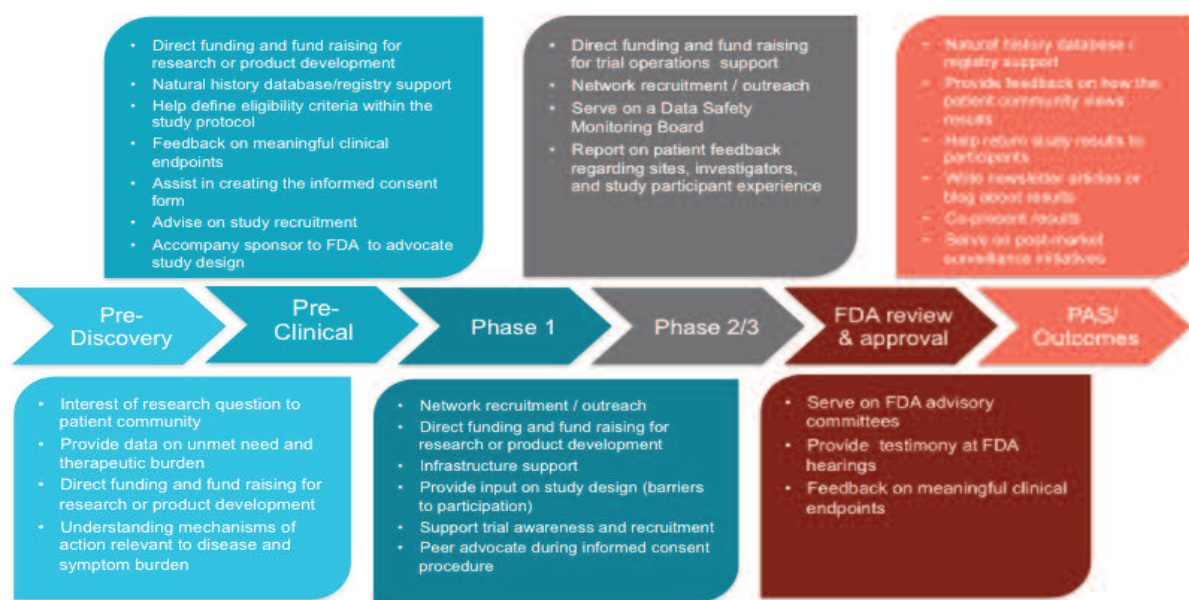 • Direct funding and fund raising for
research or product development
• Natural history database/registry support
• Help define eligibility criteria within the
study protocol
• Feedback on meaningful clinical
endpoints
• Assist in creating the informed consent
form
• Advise on study recruitment
• Accompany sponsor to FDA to advocate
study design
• Direct funding and fund raising
for trial operations support
• Network recruitment / outreach
• Serve on a Data Safety
Monitoring Board
• Report on patient feedback
regarding sites, investigators,
and study participant experience
– Natural history database /
registry support
– Provide feedback on how the
patient community views
results
– Help return study results to
participants
– Write newsletter articles or
blog about results
– Co-present results
– Serve on post-market
surveillance initiatives
Pre-
Discovery
Pre-
Clinical
Phase 1
Phase 2/3
FDA review
& approval
PAS/
Outcomes
• Interest of research question to
patient community
• Provide data on unmet need and
therapeutic burden
• Direct funding and fund raising for
research or product development
• Understanding mechanisms of
action relevant to disease and
symptom burden
• Network recruitment / outreach
• Direct funding and fund raising for
research or product development
• Infrastructure support
• Provide input on study design (barriers
to participation)
• Support trial awareness and recruitment
• Peer advocate during informed consent
procedure
• Serve on FDA advisory
committees
• Provide testimony at FDA
hearings
• Feedback on meaningful clinical
endpoints